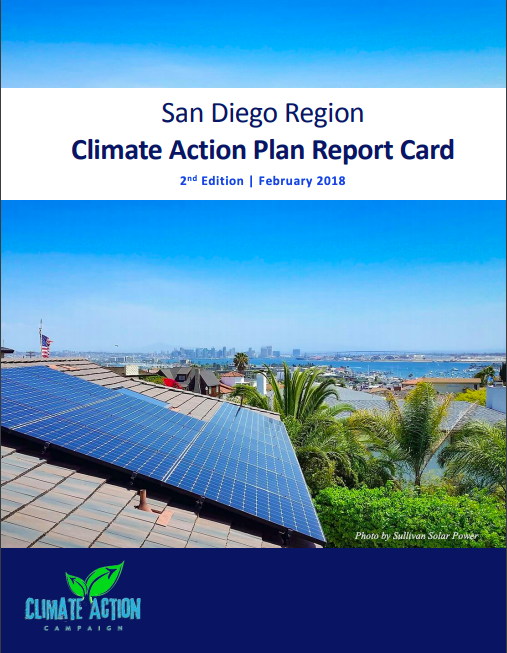 San Diego Region
Climate Action Plan Report Card
2nd Edition | February 2018
Photo by Sullivan Solar Power
CLIMATE ACTION
CAMPAIGN